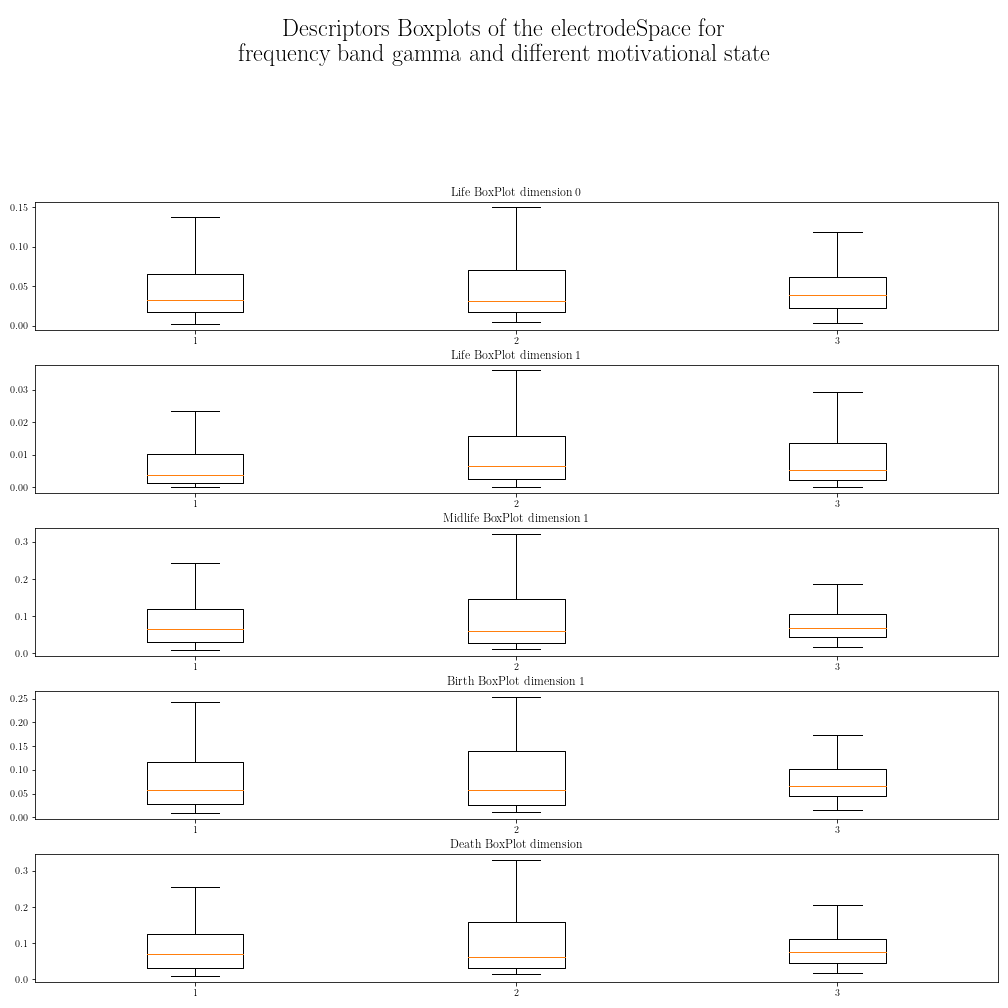 Descriptors Boxplots of the electrodeSpace for
frequency band gamma and different motivational state
Life BoxPlot dimension 0
0.15
0.10
0.05
0.00
1 2 3
Life BoxPlot dimension 1
0.03
0.02
0.01
0.00
1 2 3
Midlife BoxPlot dimension 1
0.3
0.2
0.1
0.0
1 2 3
Birth BoxPlot dimension 1
0.25
0.20
0.15
0.10
0.05
0.00
1 2 3
Death BoxPlot dimension
0.3
0.2
0.1
0.0
1 2 3